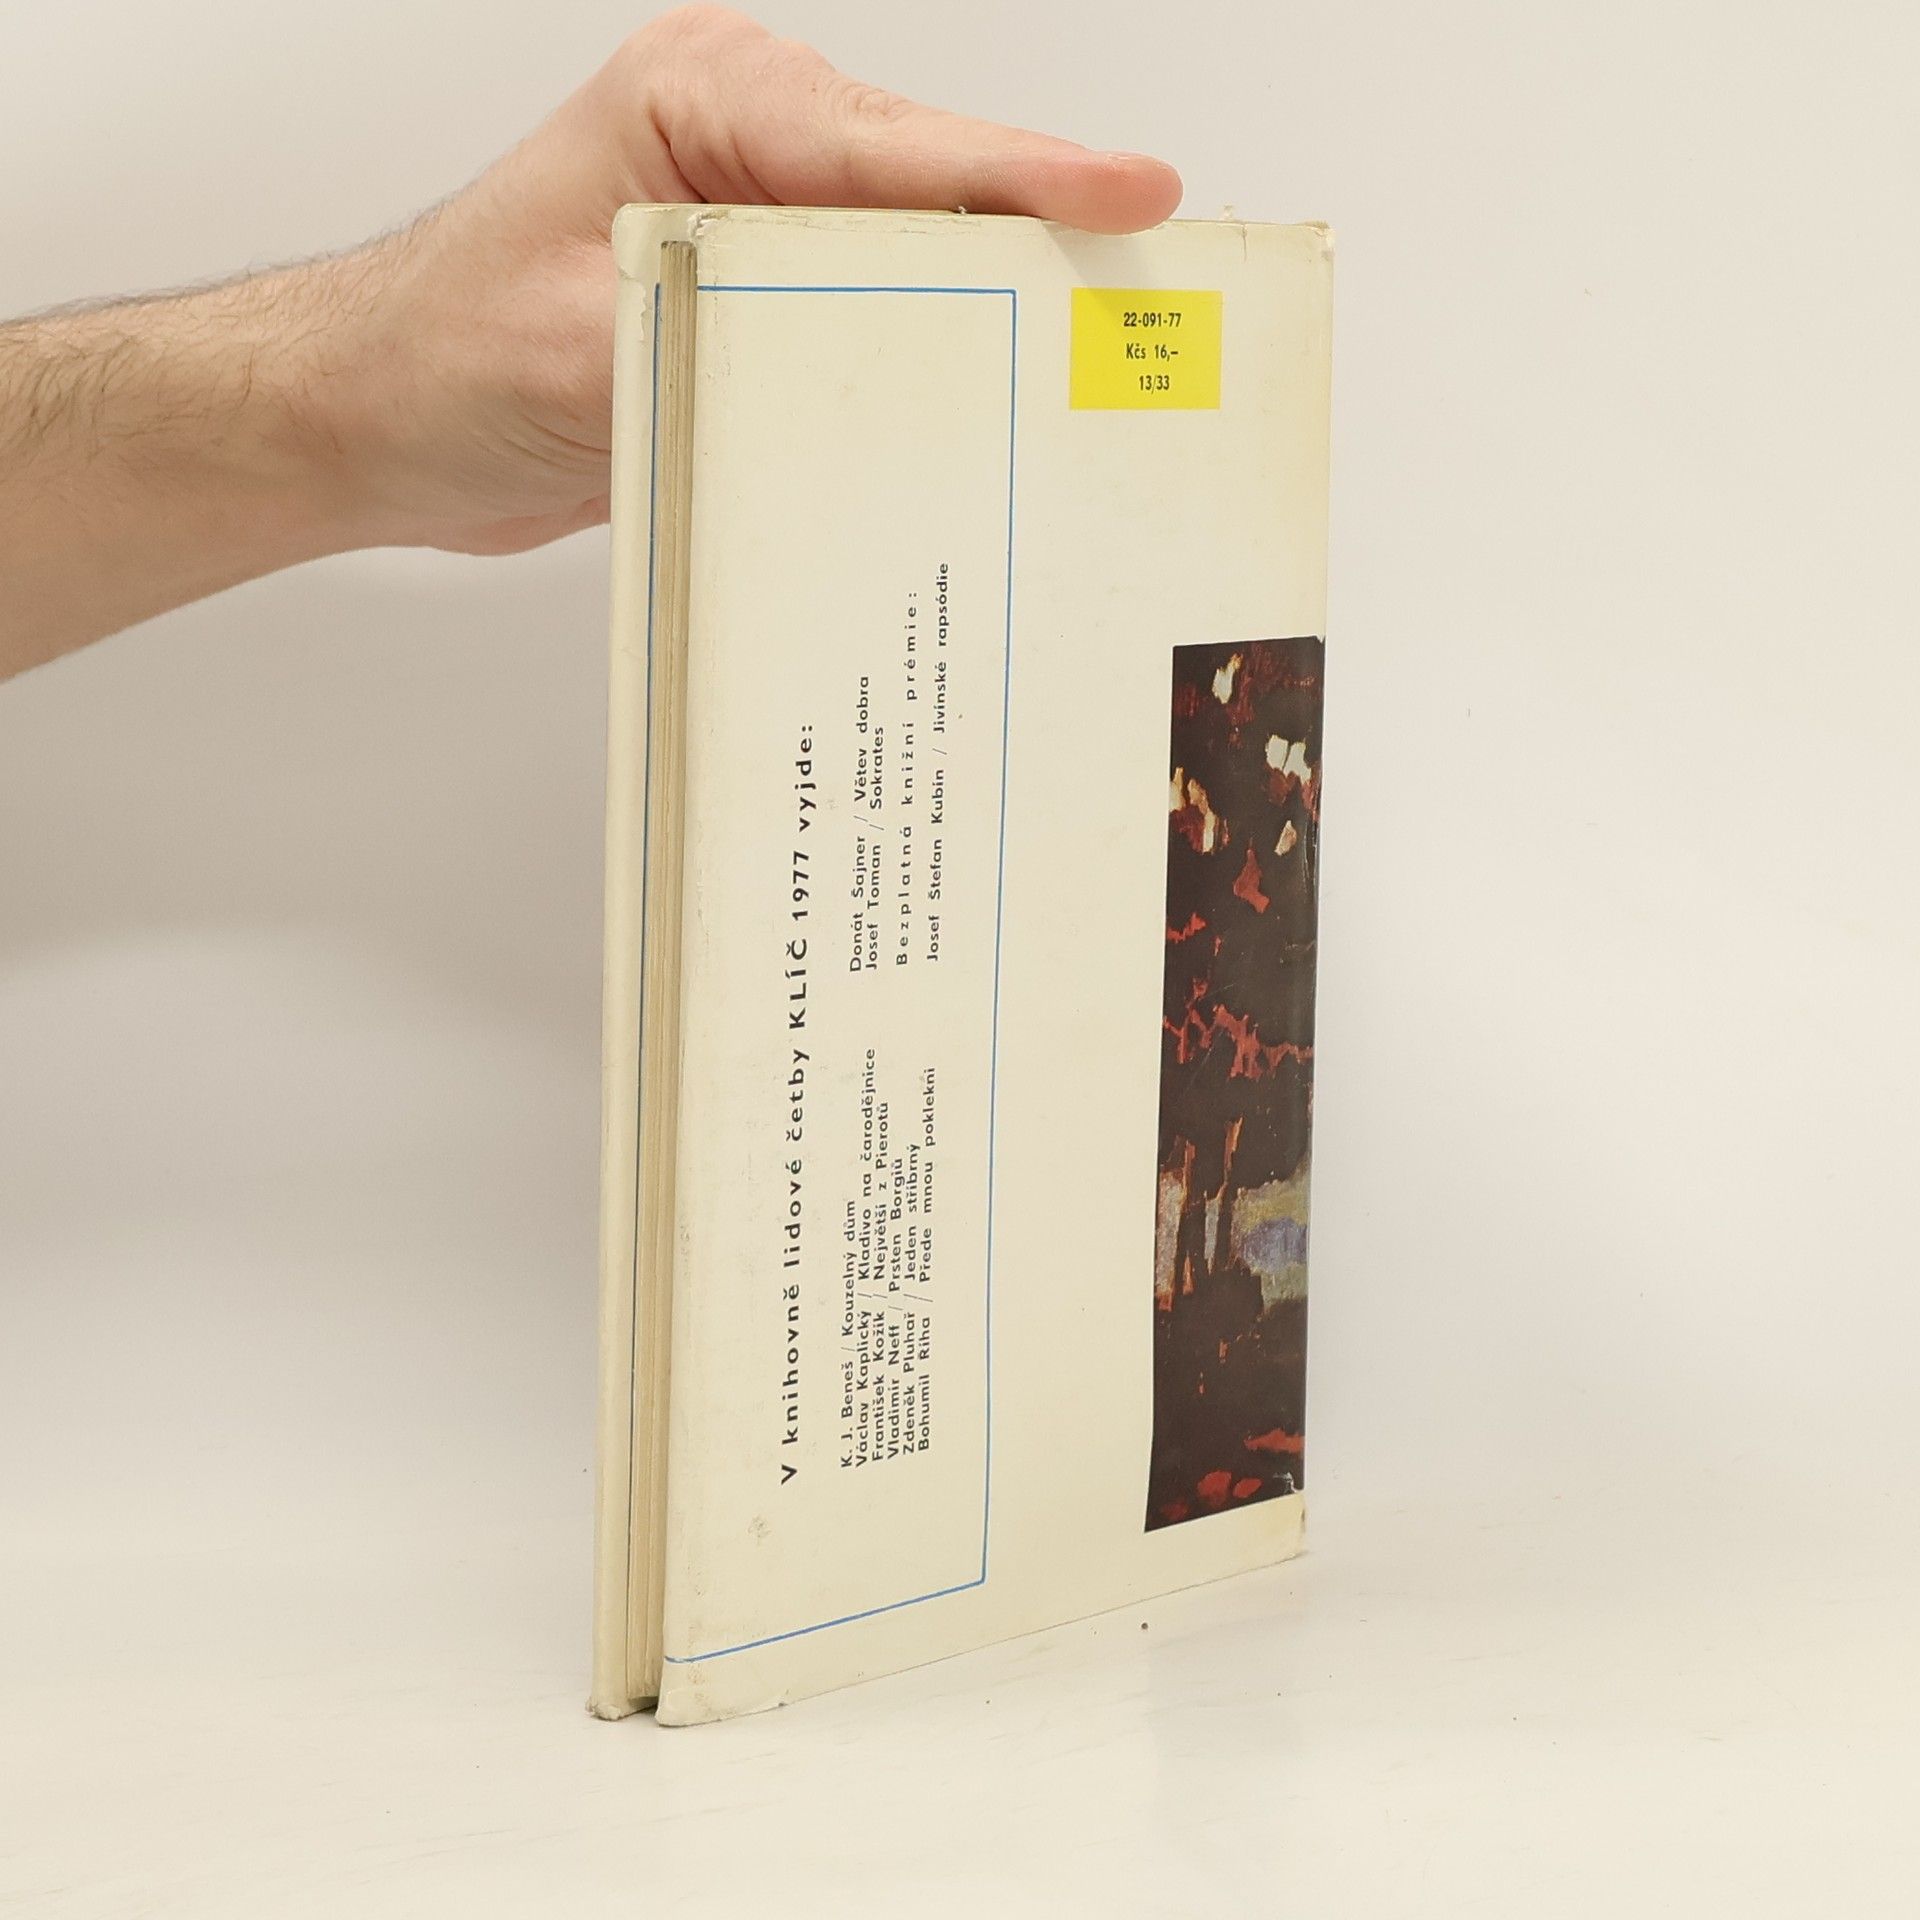 22-091-77
Kčs 16,–
13/33
V knihovně lidové četby KLÍČ 1977 vyjde:
K. J. Beneš / Kouzelný dům
Václav Kaplický / Kladivo na čarodějnice
František Kožík / Největší z Pierotů
Vladimír Neff / Prsten Borgiů
Zdeněk Pluhař / Jeden stříbrný
Bohumil Říha / Přede mnou poklekni
Donát Šajner / Větev dobra
Josef Toman / Sokrates
Bezplatná knižní prémie:
Josef Štefan Kubín / Jivínské rapsódie